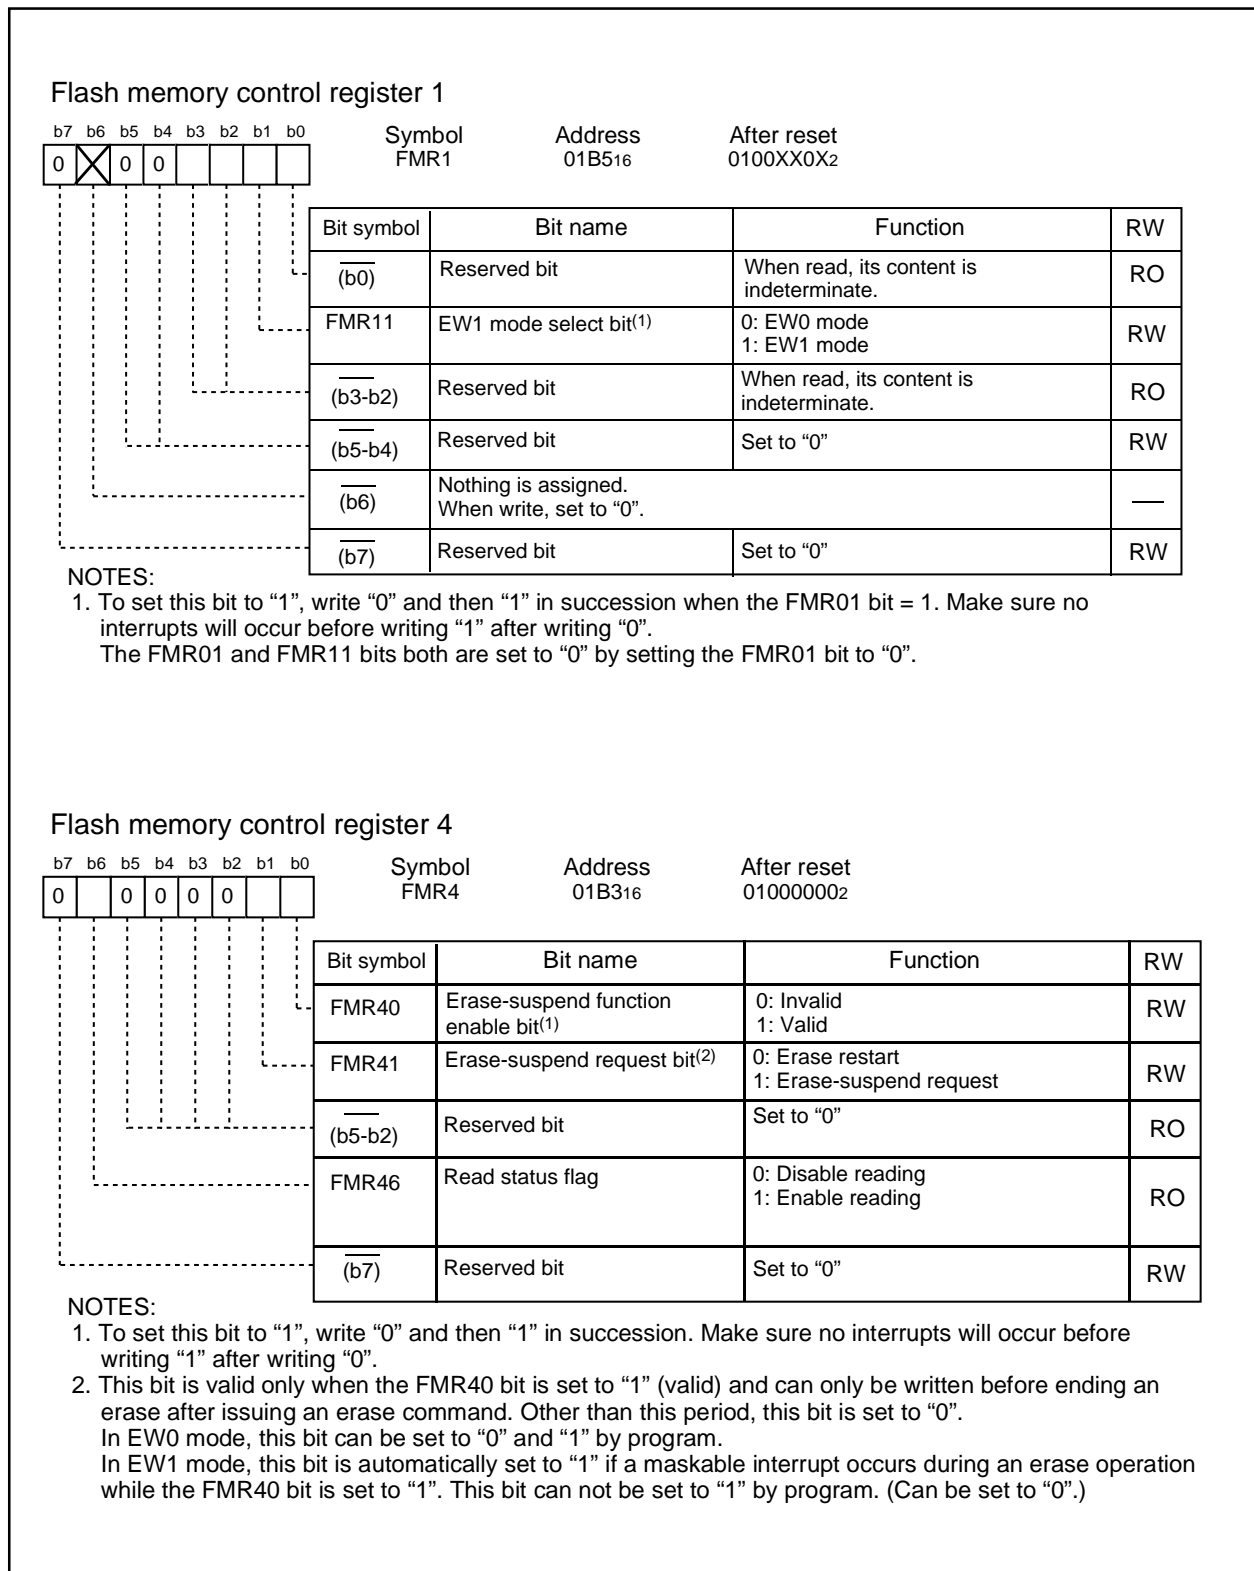 Flash memory control register 1
b7 b6 b5 b4 b3 b2 b1 b0
Symbol Address After reset
0 0 0 FMR1 01B516 0100XX0X2
Bit symbol Bit name Function RW
(b0) Reserved bit When read, its content is indeterminate. RO
FMR11 EW1 mode select bit(1) 0: EW0 mode
1: EW1 mode RW
(b3-b2) Reserved bit When read, its content is
indeterminate. RO
(b5-b4) Reserved bit Set to “0” RW
(b6) Nothing is assigned.
When write, set to “0”.
(b7) Reserved bit Set to “0” RW
NOTES:
1. To set this bit to “1”, write “0” and then “1” in succession when the FMR01 bit = 1. Make sure no
interrupts will occur before writing “1” after writing “0”.
The FMR01 and FMR11 bits both are set to “0” by setting the FMR01 bit to “0”.
Flash memory control register 4
b7 b6 b5 b4 b3 b2 b1 b0
Symbol Address After reset
0 0 0 0 0 FMR4 01B316 010000002
Bit symbol Bit name Function RW
FMR40 Erase-suspend function
enable bit(1) 0: Invalid
1: Valid RW
FMR41 Erase-suspend request bit(2) 0: Erase restart
1: Erase-suspend request RW
(b5-b2) Reserved bit Set to “0” RO
FMR46 Read status flag 0: Disable reading
1: Enable reading RO
(b7) Reserved bit Set to “0” RW
NOTES:
1. To set this bit to “1”, write “0” and then “1” in succession. Make sure no interrupts will occur before
writing “1” after writing “0”.
2. This bit is valid only when the FMR40 bit is set to “1” (valid) and can only be written before ending an
erase after issuing an erase command. Other than this period, this bit is set to “0”.
In EW0 mode, this bit can be set to “0” and “1” by program.
In EW1 mode, this bit is automatically set to “1” if a maskable interrupt occurs during an erase operation
while the FMR40 bit is set to “1”. This bit can not be set to “1” by program. (Can be set to “0”.)